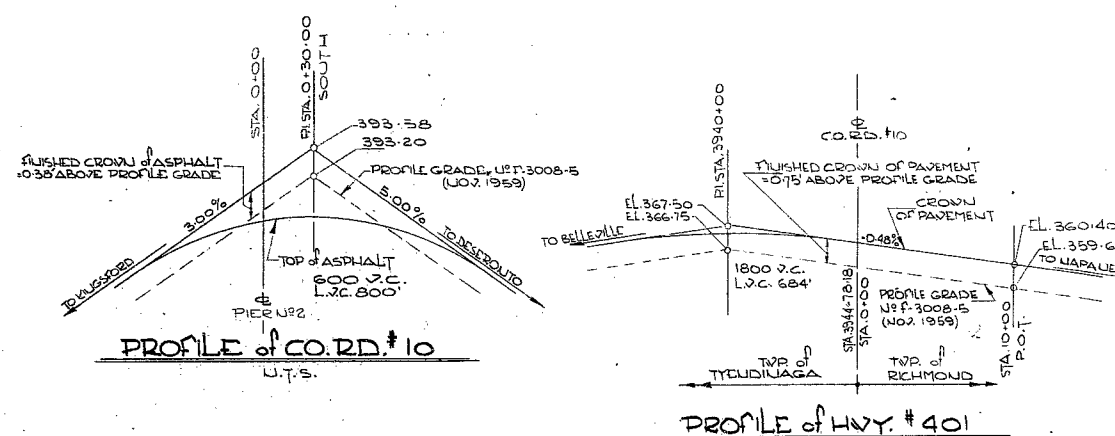 STA. 0+00
P.I. STA. 0+30.00
SOUTH
393.58
393.20
FINISHED CROWN of ASPHALT
=0.38' ABOVE PROFILE GRADE
PROFILE GRADE, Nº F-3008-5
(NOV. 1959)
3.00%
5.00%
TO KINGSFORD
TO DESERONTO
TOP of ASPHALT
600 V.C.
L.V.C. 800'
℄
PIER Nº 2
PROFILE of CO. RD. #10
N.T.S.
P.I. STA. 3940+00
℄
CO. RD. #10
FINISHED CROWN OF PAVEMENT
=0.75' ABOVE PROFILE GRADE
EL. 367.50
EL. 366.75
CROWN
OF PAVEMENT
TO BELLEVILLE
-0.48%
EL. 360.40
EL. 359.6
TO NAPANE
1800 V.C.
L.V.C. 684'
STA. 3944+78.18
STA. 0+00
PROFILE GRADE
Nº F-3008-5
(NOV. 1959)
STA. 10+00
P.O.T.
TWP. of
TYENDINAGA
TWP. of
RICHMOND
PROFILE of HWY. #401